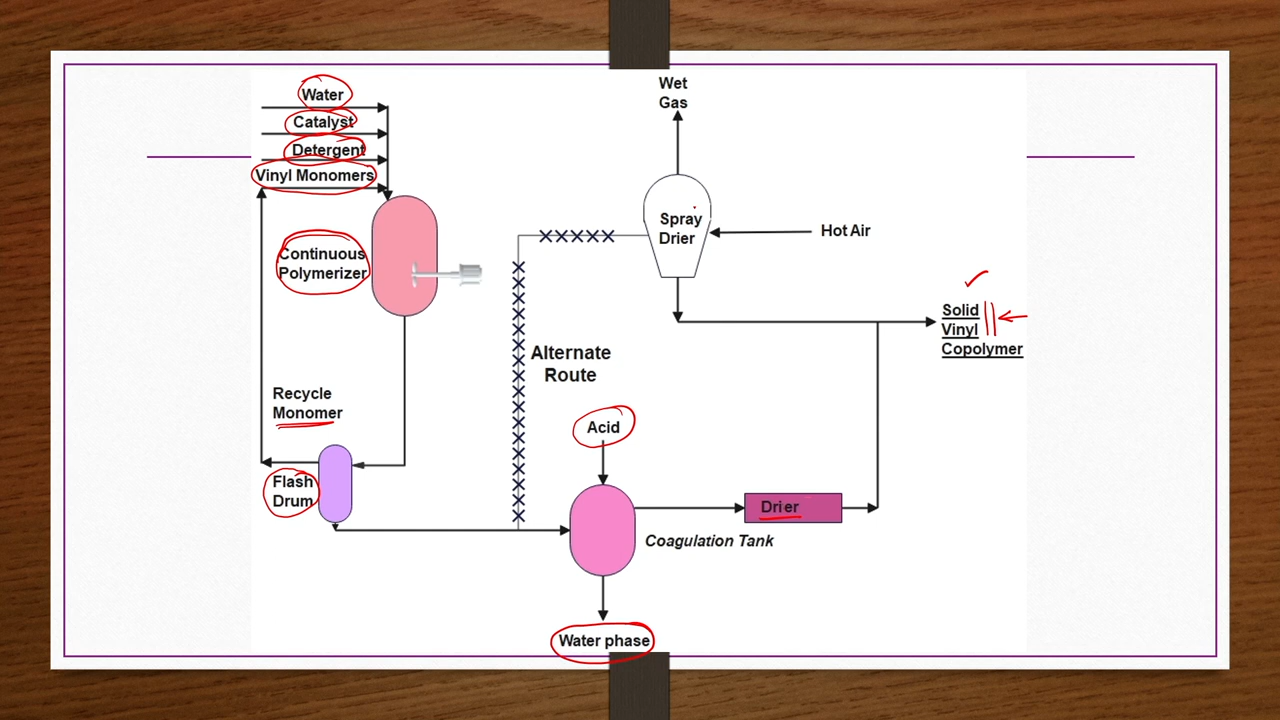 Water
Catalyst
Detergent
Vinyl Monomers
Continuous
Polymerizer
Recycle
Monomer
Flash
Drum
Alternate
Route
Acid
Coagulation Tank
Water phase
Drier
Wet
Gas
Spray
Drier
Hot Air
Solid
Vinyl
Copolymer